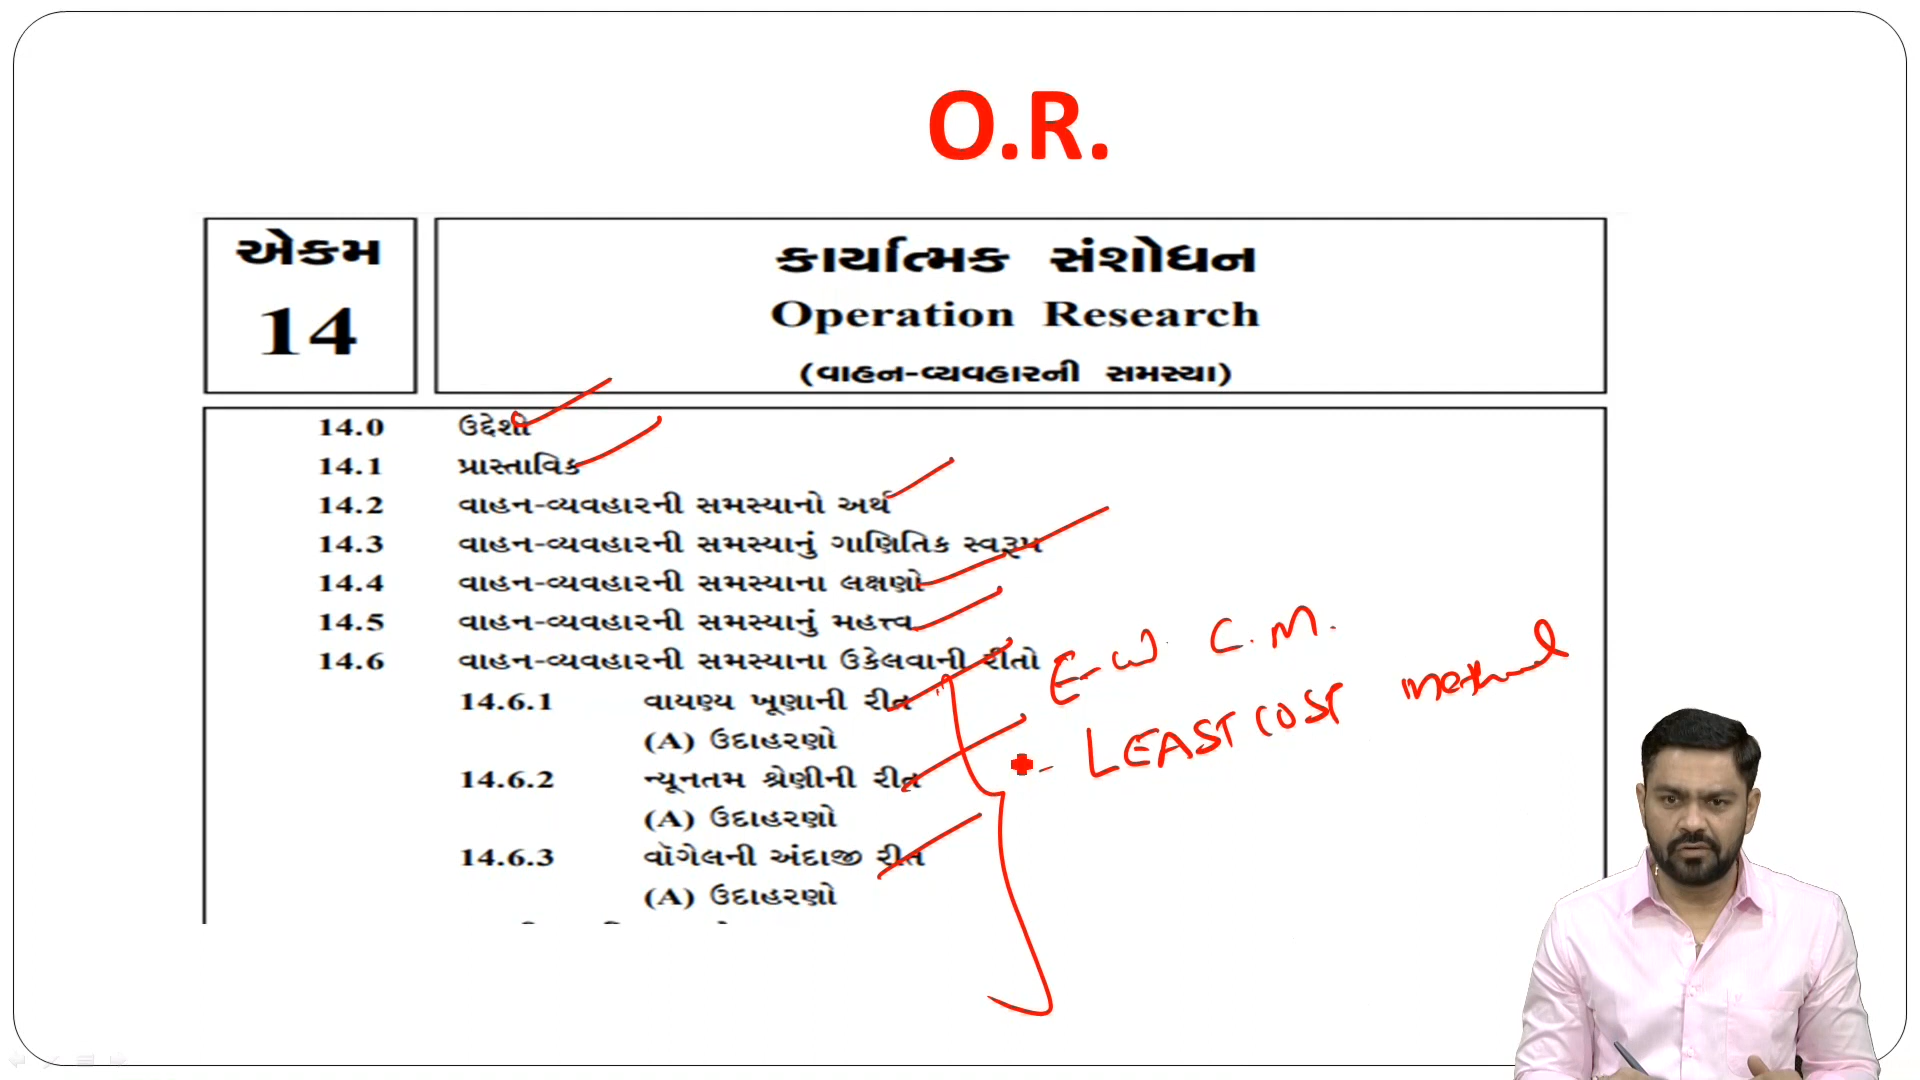 O.R.
એકમ
14
કાર્યાત્મક સંશોધન
Operation Research
(વાહન-વ્યવહારની સમસ્યા)
14.0 ઉદ્દેશો
14.1 પ્રાસ્તાવિક
14.2 વાહન-વ્યવહારની સમસ્યાનો અર્થ
14.3 વાહન-વ્યવહારની સમસ્યાનું ગાણિતિક સ્વરૂપ
14.4 વાહન-વ્યવહારની સમસ્યાના લક્ષણો
14.5 વાહન-વ્યવહારની સમસ્યાનું મહત્ત્વ
14.6 વાહન-વ્યવહારની સમસ્યાના ઉકેલવાની રીતો
E-W. C.M.
14.6.1 વાયણ્ય ખૂણાની રીત
(A) ઉદાહરણો
- LEAST COST method
14.6.2 ન્યૂનતમ શ્રેણીની રીત
(A) ઉદાહરણો
14.6.3 વૉગેલની અંદાજી રીત
(A) ઉદાહરણો